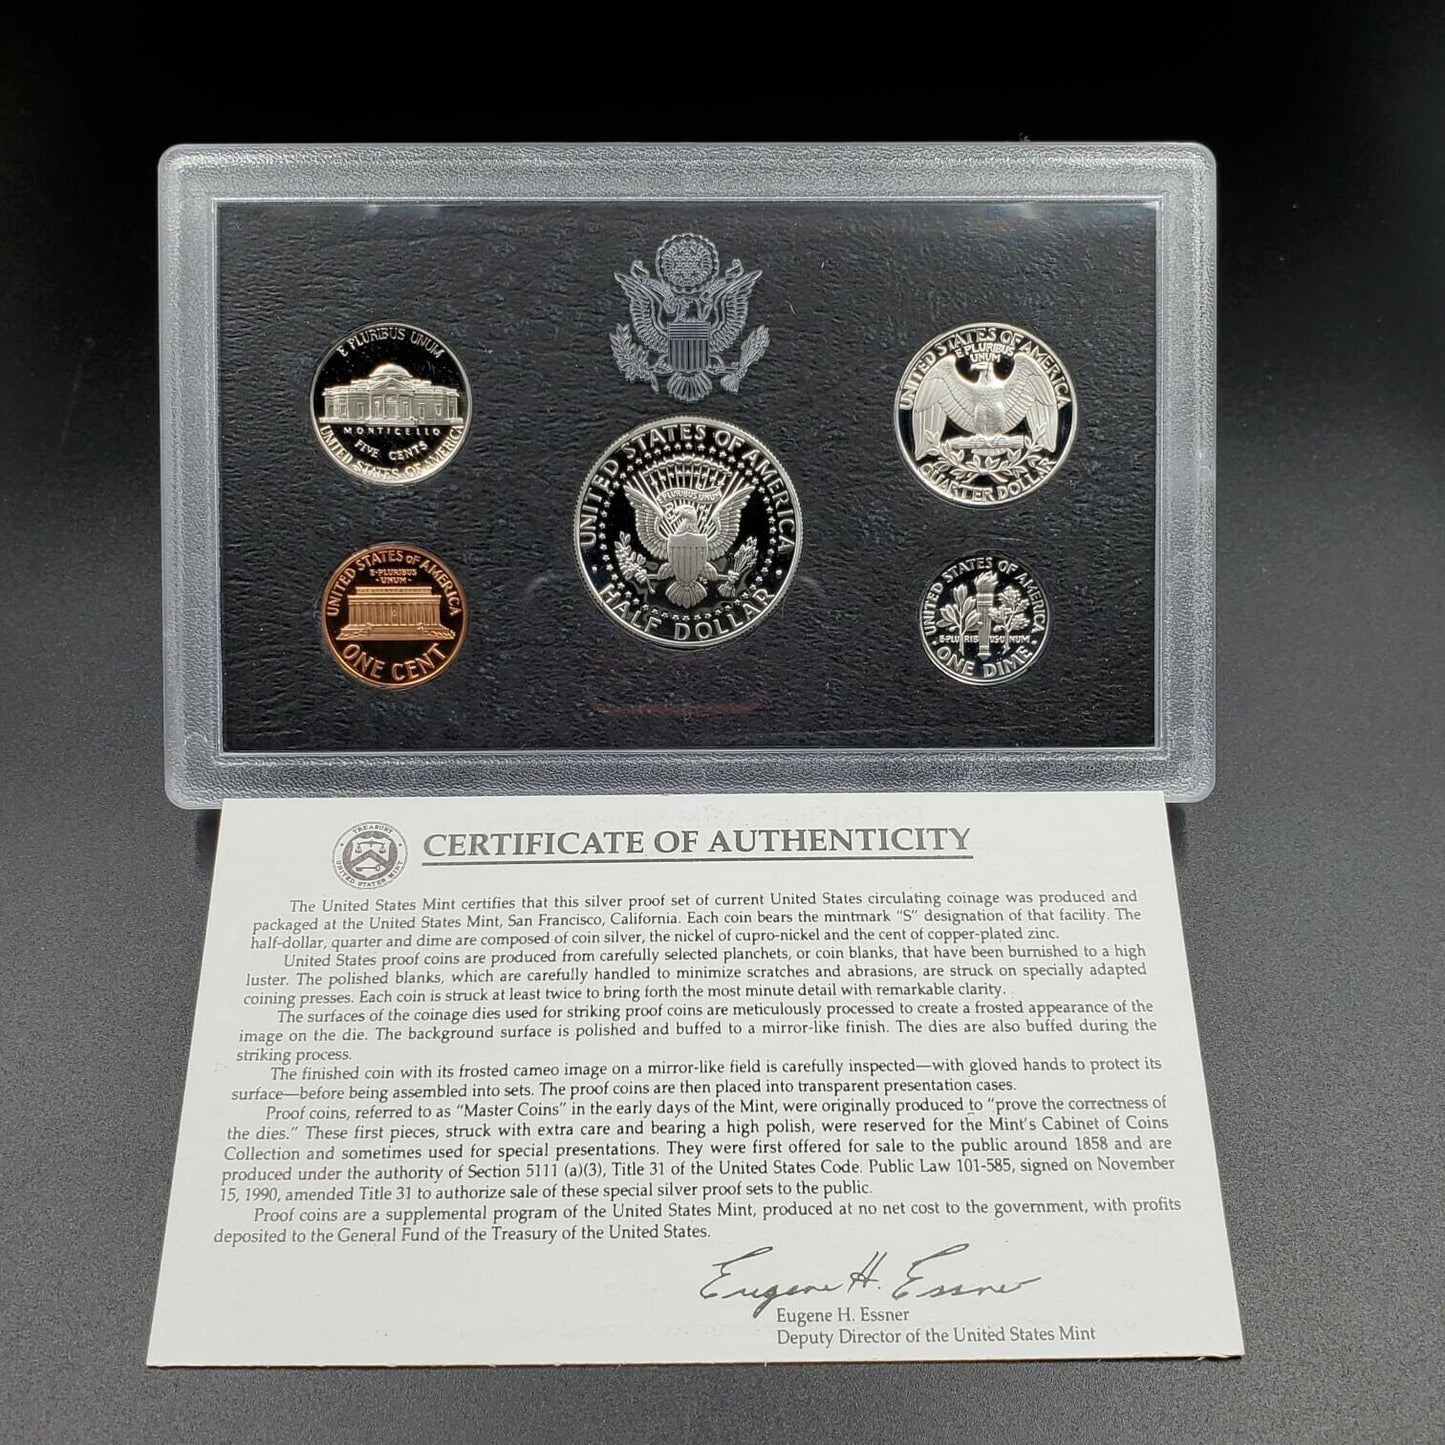 E PLURIBUS UNUM
MONTICELLO
FIVE CENTS
UNITED STATES OF AMERICA
UNITED STATES OF AMERICA
E PLURIBUS UNUM
HALF DOLLAR
UNITED STATES OF AMERICA
E PLURIBUS
UNUM
QUARTER DOLLAR
UNITED STATES OF AMERICA
E·PLURIBUS
·UNUM·
ONE CENT
UNITED STATES OF AMERICA
E·PLURIBUS·UNUM
ONE DIME
TREASURY
UNITED STATES MINT
CERTIFICATE OF AUTHENTICITY
The United States Mint certifies that this silver proof set of current United States circulating coinage was produced and
packaged at the United States Mint, San Francisco, California. Each coin bears the mintmark "S" designation of that facility. The
half-dollar, quarter and dime are composed of coin silver, the nickel of cupro-nickel and the cent of copper-plated zinc.
United States proof coins are produced from carefully selected planchets, or coin blanks, that have been burnished to a high
luster. The polished blanks, which are carefully handled to minimize scratches and abrasions, are struck on specially adapted
coining presses. Each coin is struck at least twice to bring forth the most minute detail with remarkable clarity.
The surfaces of the coinage dies used for striking proof coins are meticulously processed to create a frosted appearance of the
image on the die. The background surface is polished and buffed to a mirror-like finish. The dies are also buffed during the
striking process.
The finished coin with its frosted cameo image on a mirror-like field is carefully inspected—with gloved hands to protect its
surface—before being assembled into sets. The proof coins are then placed into transparent presentation cases.
Proof coins, referred to as "Master Coins" in the early days of the Mint, were originally produced to "prove the correctness of
the dies." These first pieces, struck with extra care and bearing a high polish, were reserved for the Mint's Cabinet of Coins
Collection and sometimes used for special presentations. They were first offered for sale to the public around 1858 and are
produced under the authority of Section 5111 (a)(3), Title 31 of the United States Code. Public Law 101-585, signed on November
15, 1990, amended Title 31 to authorize sale of these special silver proof sets to the public.
Proof coins are a supplemental program of the United States Mint, produced at no net cost to the government, with profits
deposited to the General Fund of the Treasury of the United States.
Eugene H. Essner
Eugene H. Essner
Deputy Director of the United States Mint